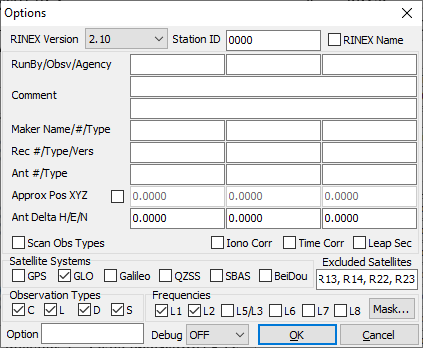 Options
RINEX Version 2.10 Station ID 0000 RINEX Name
RunBy/Obsv/Agency
Comment
Maker Name/#/Type
Rec #/Type/Vers
Ant #/Type
Approx Pos XYZ 0.0000 0.0000 0.0000
Ant Delta H/E/N 0.0000 0.0000 0.0000
Scan Obs Types Iono Corr Time Corr Leap Sec
Satellite Systems Excluded Satellites
GPS GLO Galileo QZSS SBAS BeiDou R13, R14, R22, R23
Observation Types Frequencies
C L D S L1 L2 L5/L3 L6 L7 L8 Mask...
Option Debug OFF OK Cancel